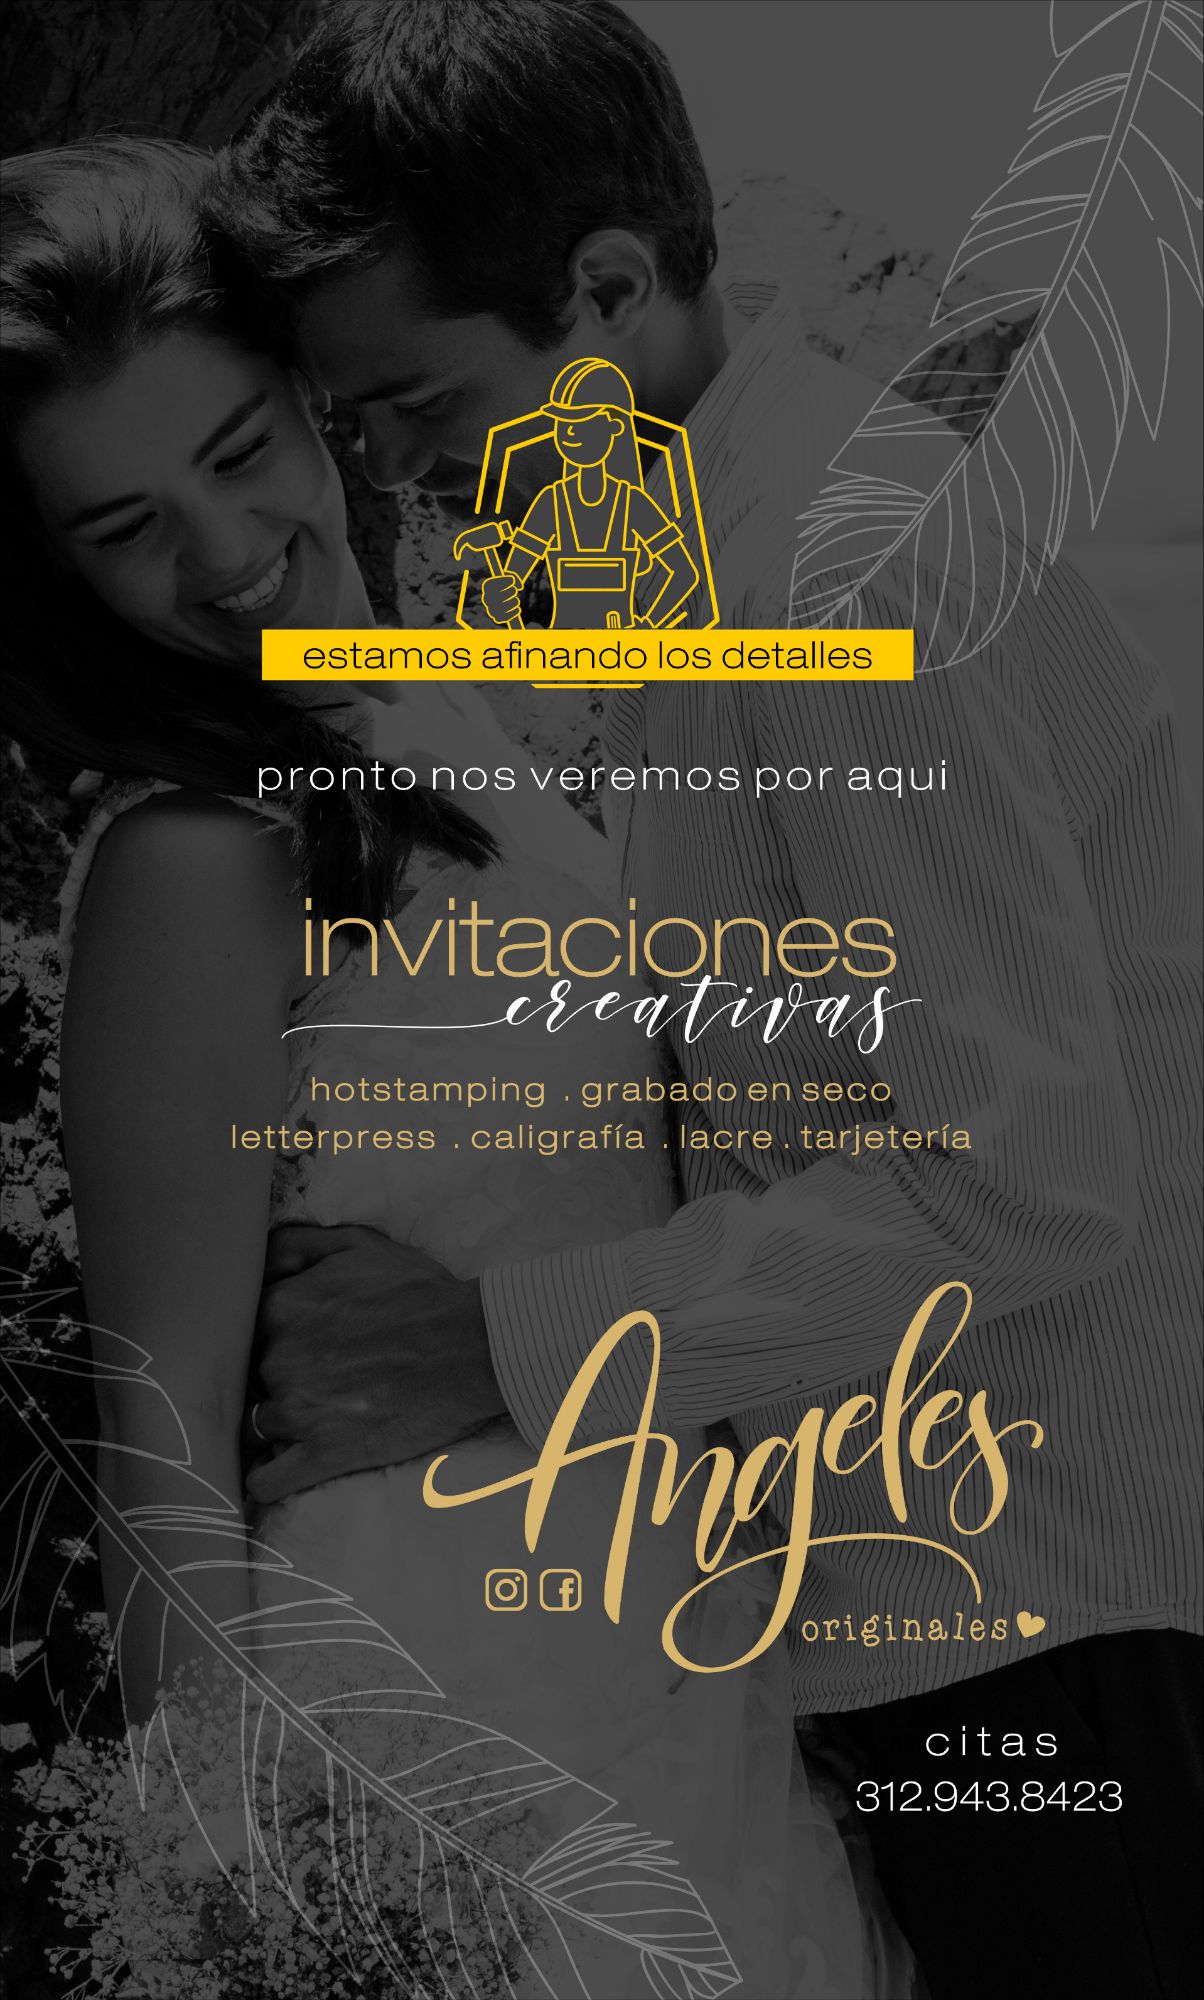 estamos afinando los detalles
pronto nos veremos por aqui
invitaciones
creativas
hotstamping . grabado en seco
letterpress . caligrafía . lacre . tarjetería
Angeles
originales
citas
312.943.8423